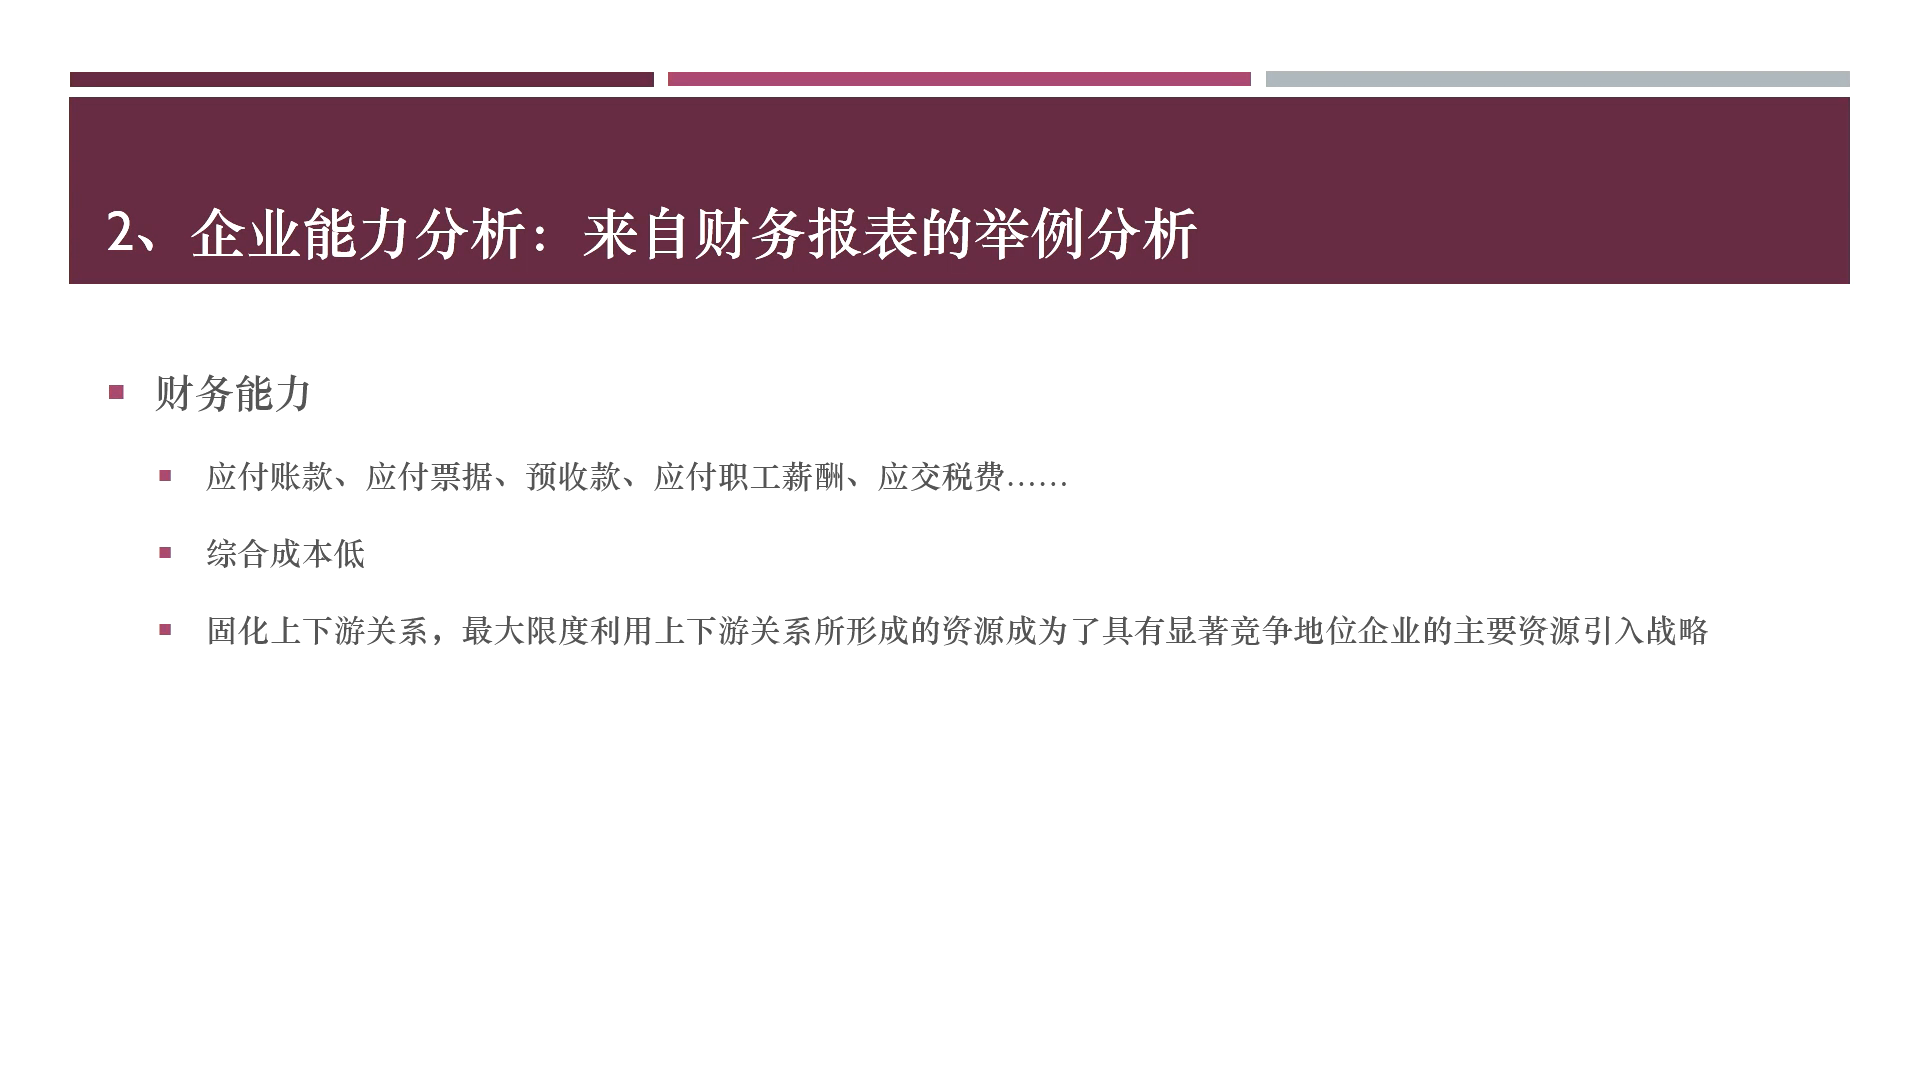 2、企业能力分析：来自财务报表的举例分析
财务能力
应付账款、应付票据、预收款、应付职工薪酬、应交税费……
综合成本低
固化上下游关系，最大限度利用上下游关系所形成的资源成为了具有显著竞争地位企业的主要资源引入战略